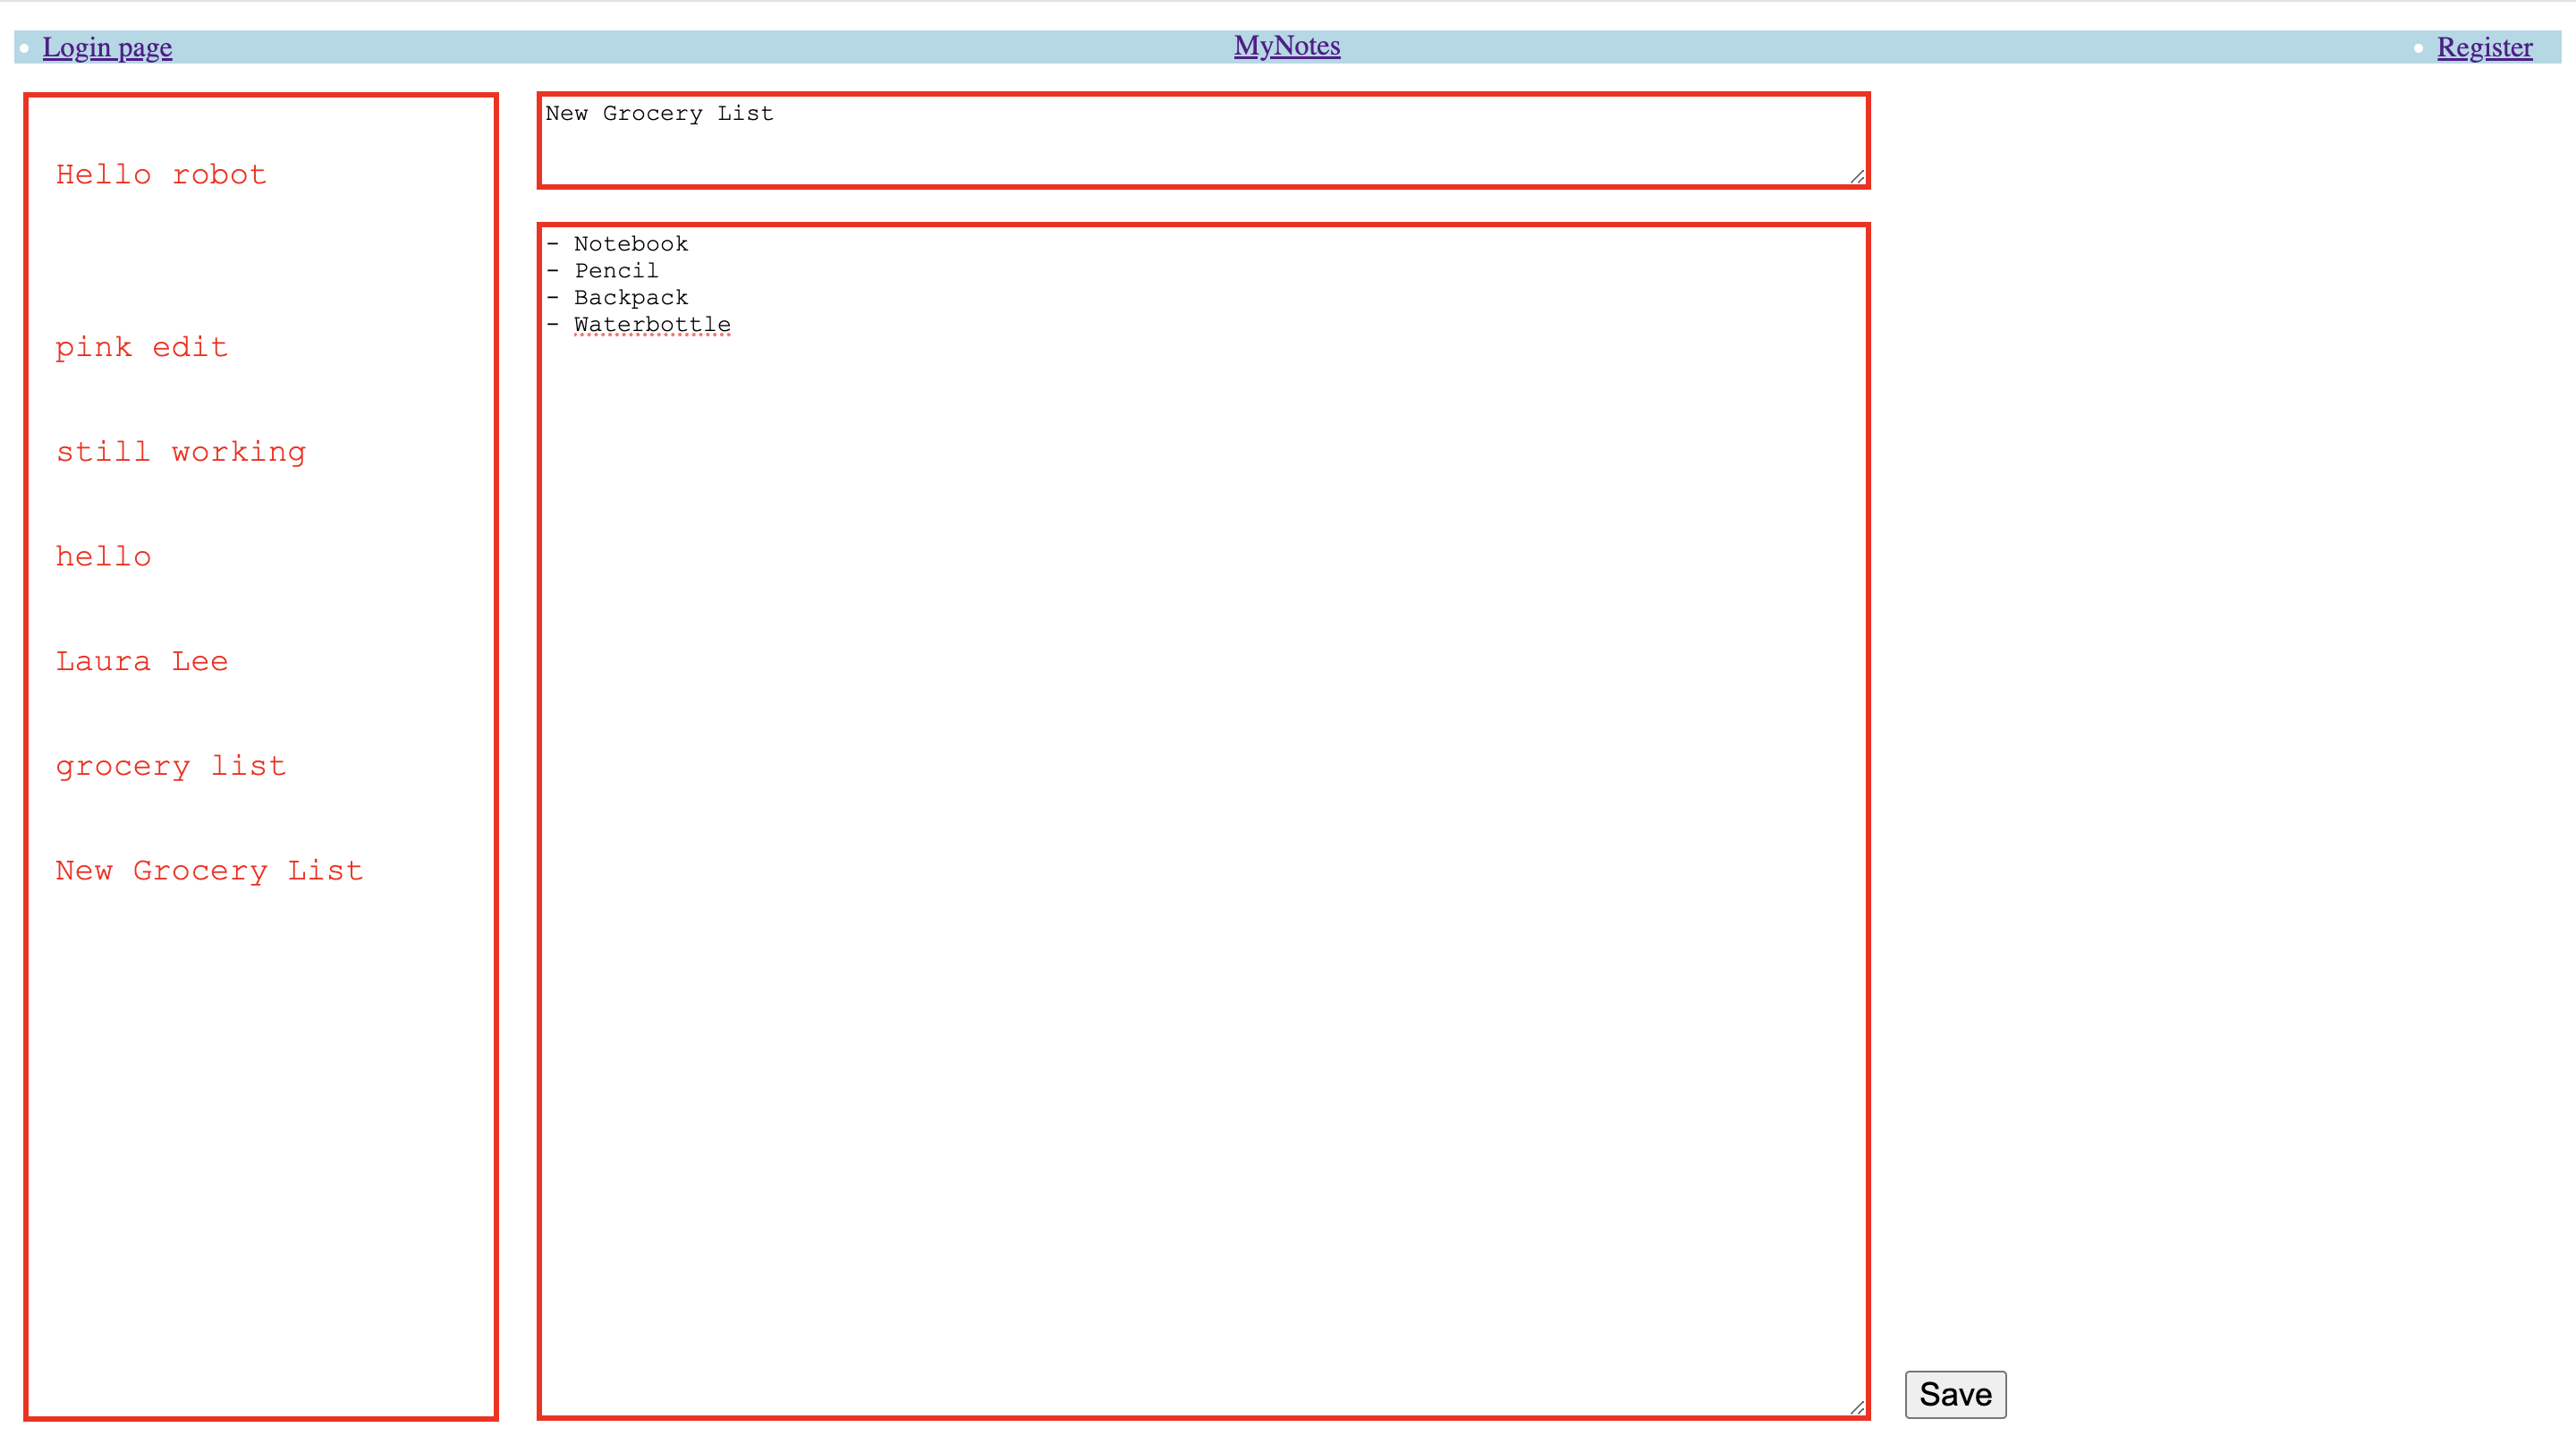 Login page
MyNotes
Register
Hello robot
pink edit
still working
hello
Laura Lee
grocery list
New Grocery List
New Grocery List
- Notebook
- Pencil
- Backpack
- Waterbottle
Save